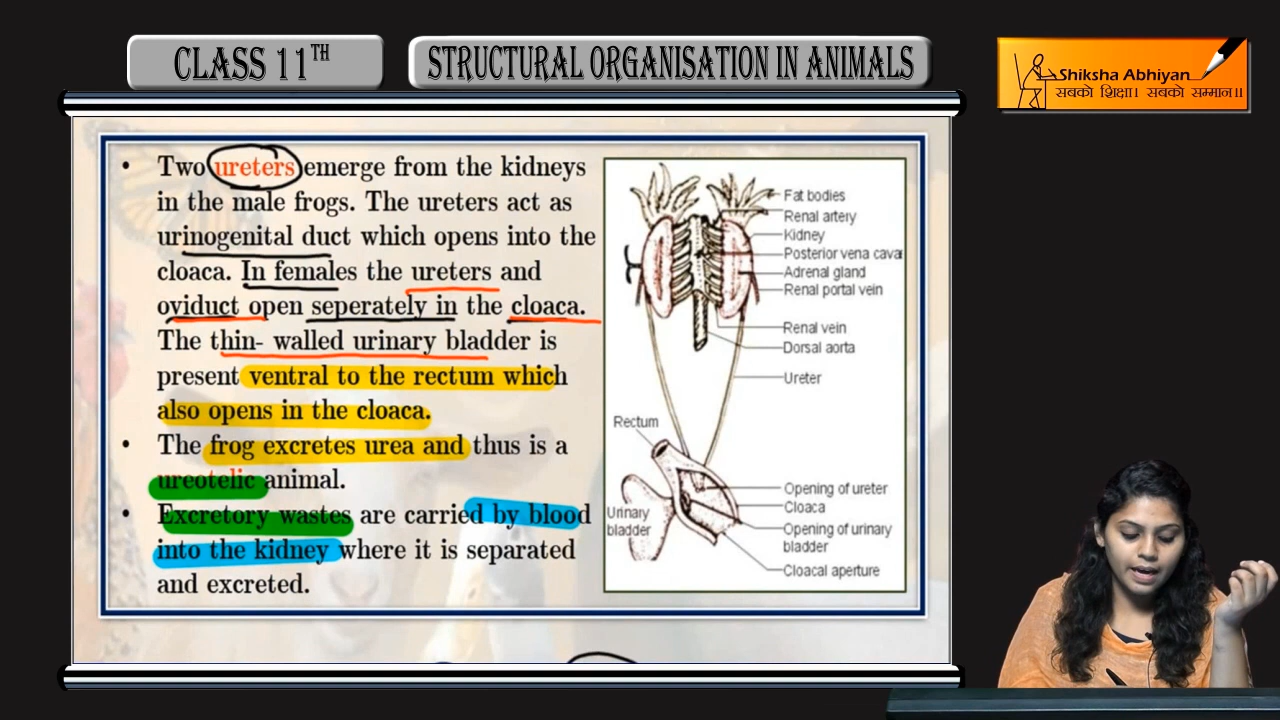 CLASS 11TH
STRUCTURAL ORGANISATION IN ANIMALS
Shiksha Abhiyan
सबको शिक्षा। सबको सम्मान॥
• Two ureters emerge from the kidneys
in the male frogs. The ureters act as
urinogenital duct which opens into the
cloaca. In females the ureters and
oviduct open seperately in the cloaca.
The thin- walled urinary bladder is
present ventral to the rectum which
also opens in the cloaca.
• The frog excretes urea and thus is a
ureotelic animal.
• Excretory wastes are carried by blood
into the kidney where it is separated
and excreted.
Fat bodies
Renal artery
Kidney
Posterior vena cava
Adrenal gland
Renal portal vein
Renal vein
Dorsal aorta
Ureter
Rectum
Opening of ureter
Cloaca
Urinary
bladder
Opening of urinary
bladder
Cloacal aperture